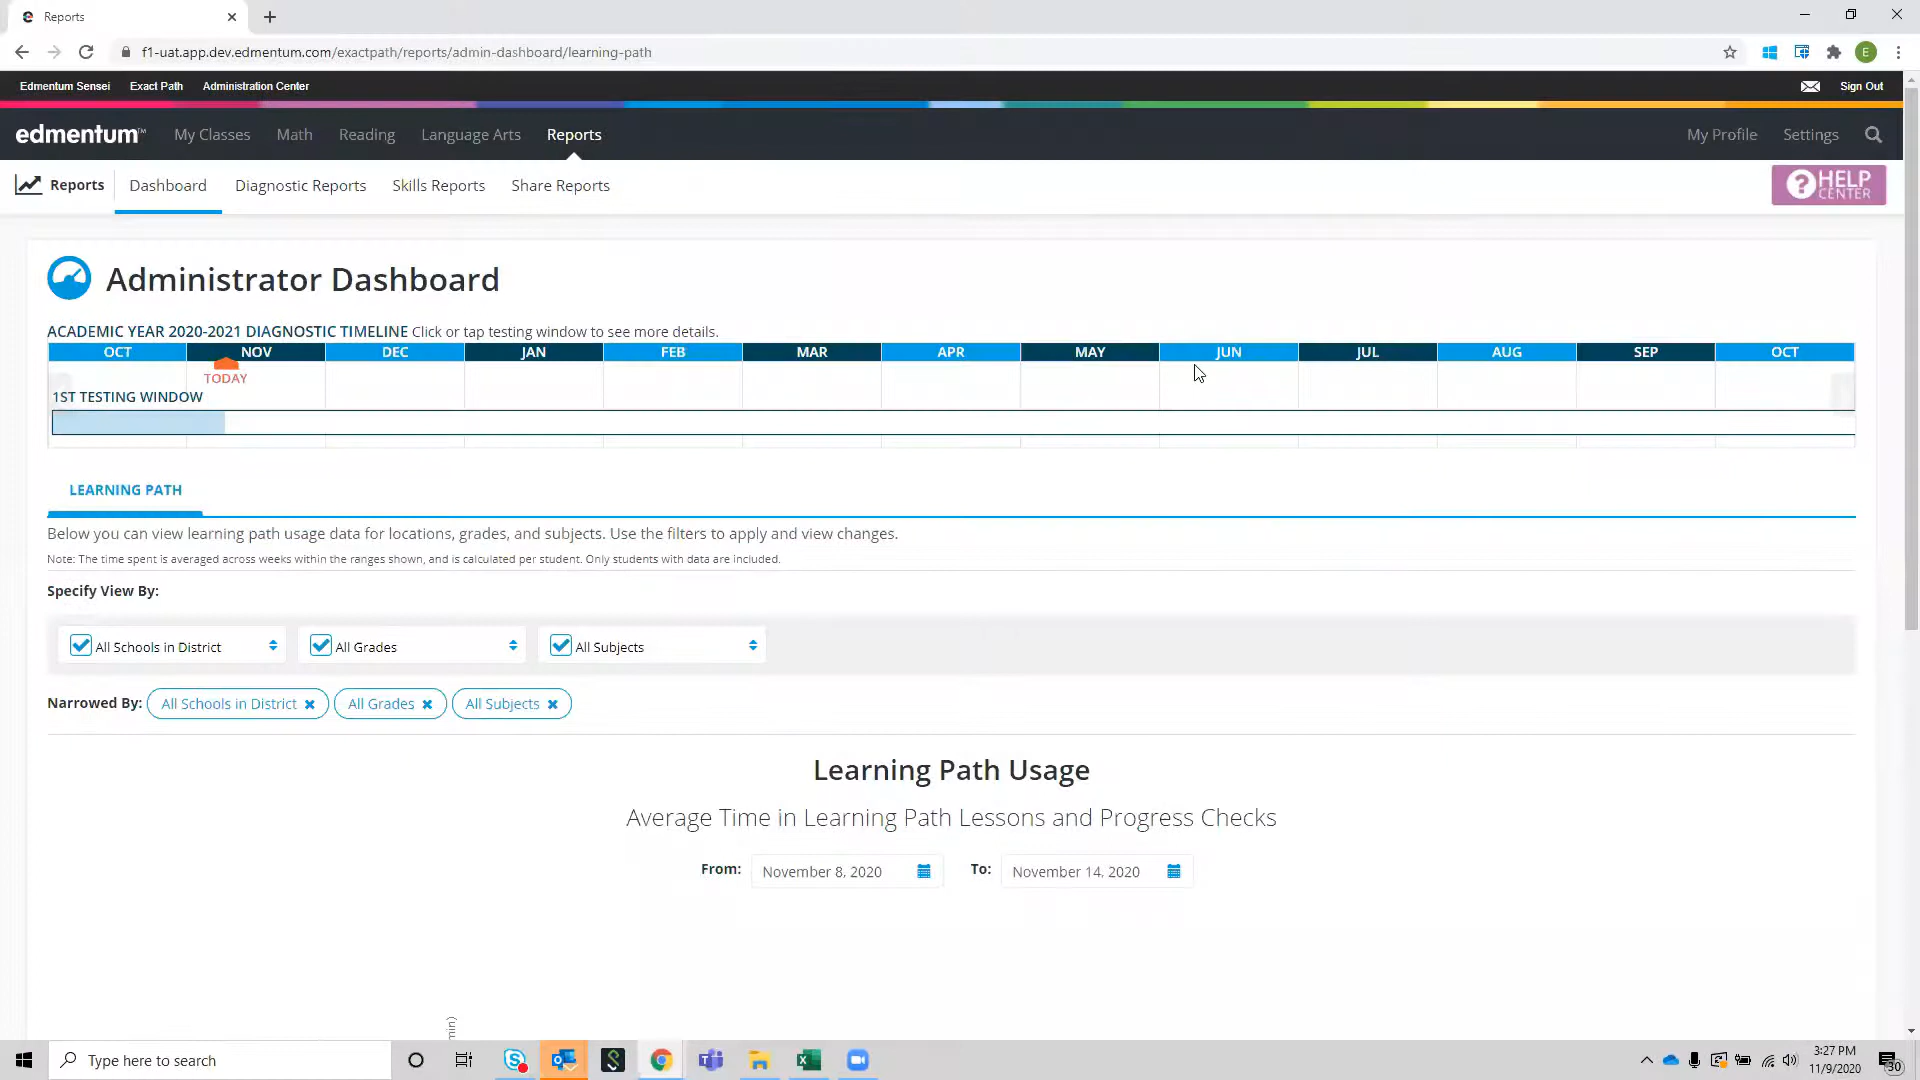 Reports
f1-uat.app.dev.edmentum.com/exactpath/reports/admin-dashboard/learning-path
E
Edmentum Sensei Exact Path Administration Center Sign Out
edmentum™ My Classes Math Reading Language Arts Reports My Profile Settings
Reports Dashboard Diagnostic Reports Skills Reports Share Reports
? HELP
CENTER
Administrator Dashboard
ACADEMIC YEAR 2020-2021 DIAGNOSTIC TIMELINE Click or tap testing window to see more details.
OCT NOV DEC JAN FEB MAR APR MAY JUN JUL AUG SEP OCT
TODAY
1ST TESTING WINDOW
LEARNING PATH
Below you can view learning path usage data for locations, grades, and subjects. Use the filters to apply and view changes.
Note: The time spent is averaged across weeks within the ranges shown, and is calculated per student. Only students with data are included.
Specify View By:
All Schools in District All Grades All Subjects
Narrowed By: All Schools in District All Grades All Subjects
Learning Path Usage
Average Time in Learning Path Lessons and Progress Checks
From: November 8, 2020 To: November 14, 2020
min)
Type here to search
3:27 PM
11/9/2020
30